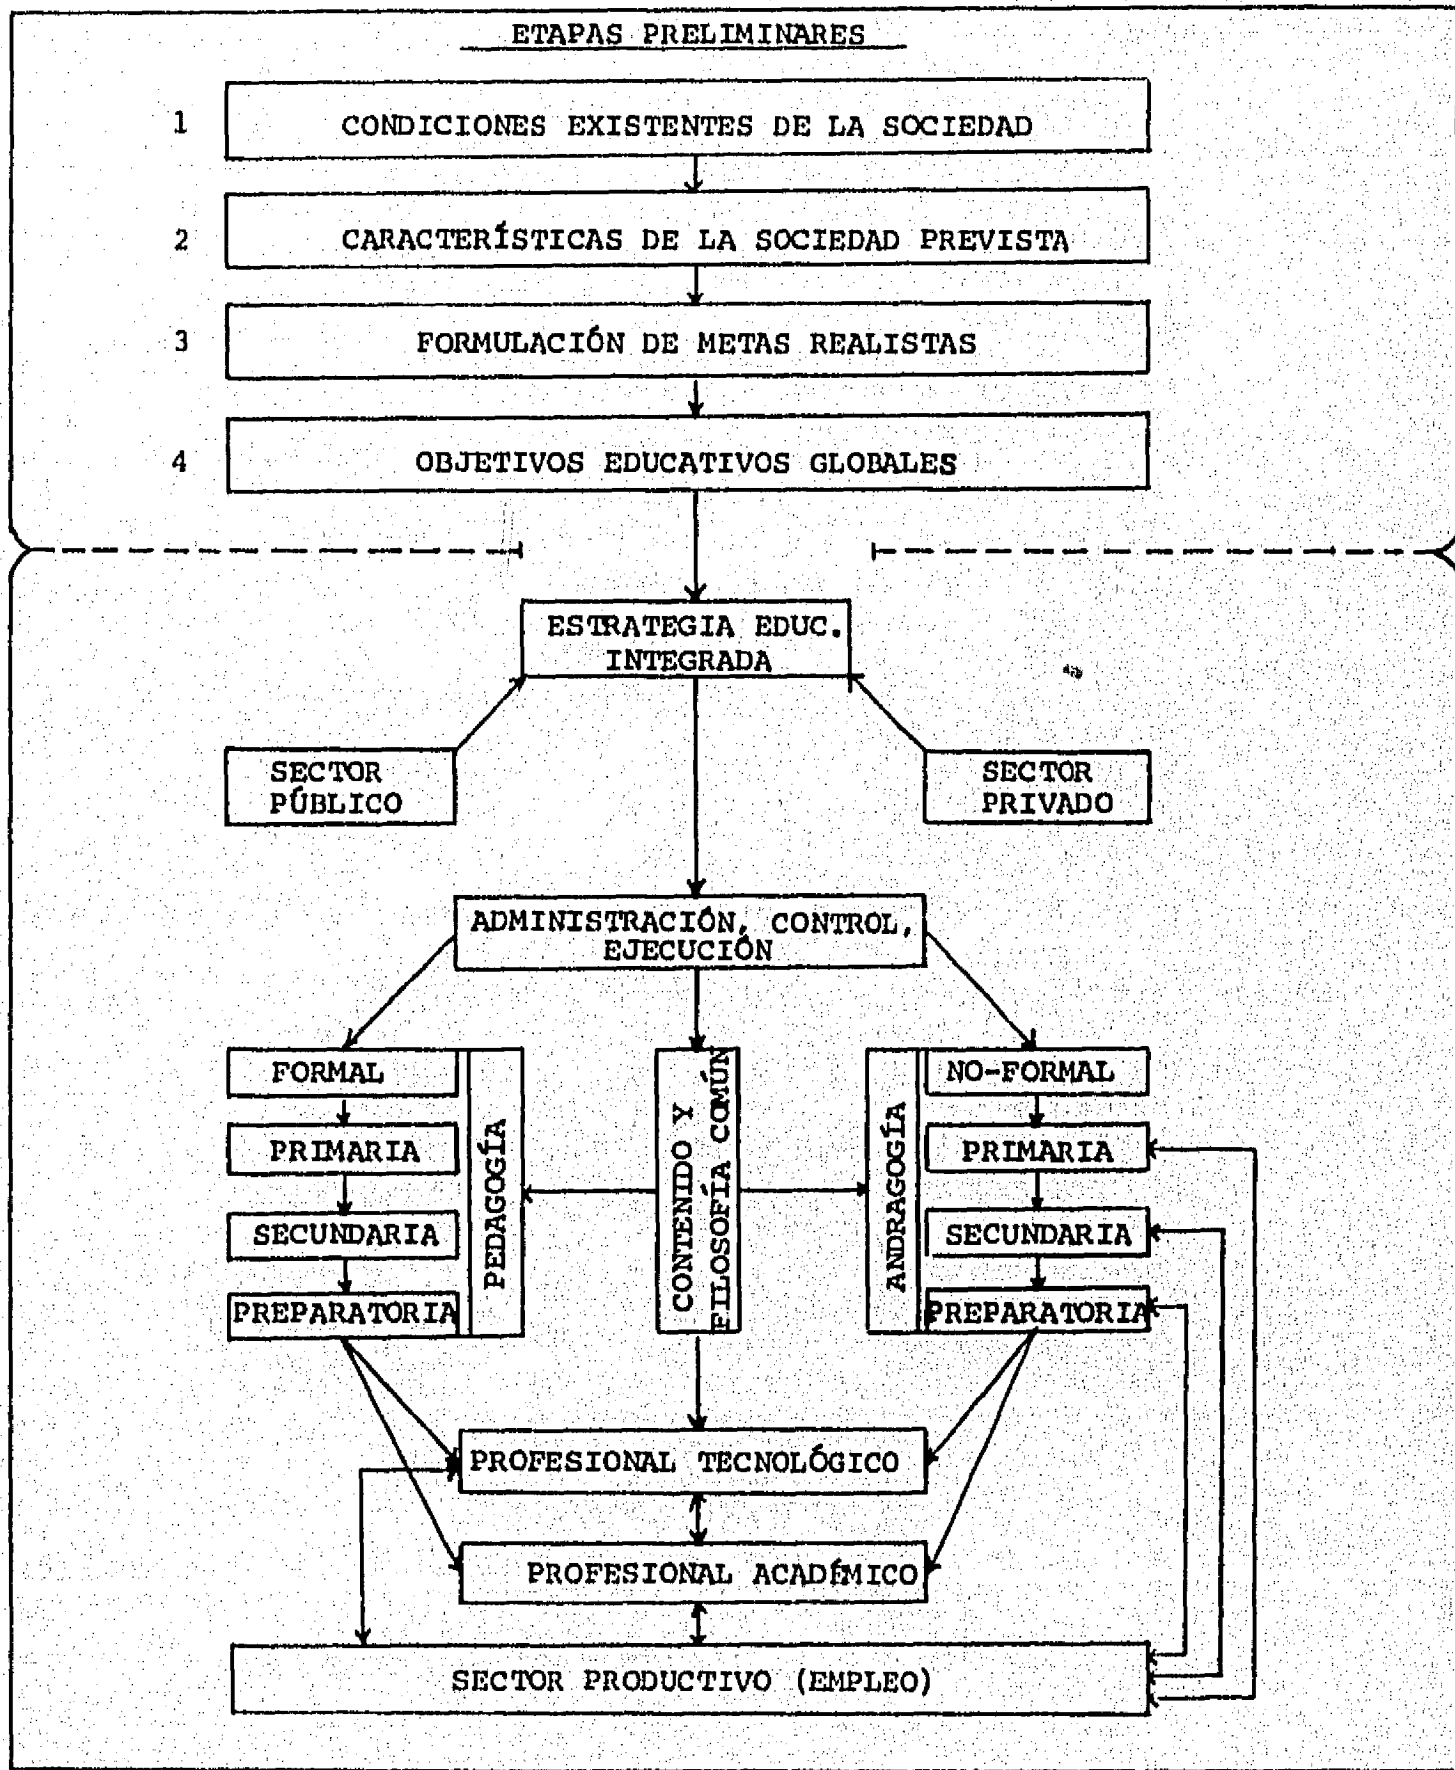 ETAPAS PRELIMINARES
1 CONDICIONES EXISTENTES DE LA SOCIEDAD
2 CARACTERÍSTICAS DE LA SOCIEDAD PREVISTA
3 FORMULACIÓN DE METAS REALISTAS
4 OBJETIVOS EDUCATIVOS GLOBALES
ESTRATEGIA EDUC.
INTEGRADA
SECTOR
PÚBLICO
SECTOR
PRIVADO
ADMINISTRACIÓN, CONTROL,
EJECUCIÓN
FORMAL
PRIMARIA
SECUNDARIA
PREPARATORIA
PEDAGOGÍA
CONTENIDO Y
FILOSOFÍA COMÚN
ANDRAGOGÍA
NO-FORMAL
PRIMARIA
SECUNDARIA
PREPARATORIA
PROFESIONAL TECNOLÓGICO
PROFESIONAL ACADÉMICO
SECTOR PRODUCTIVO (EMPLEO)